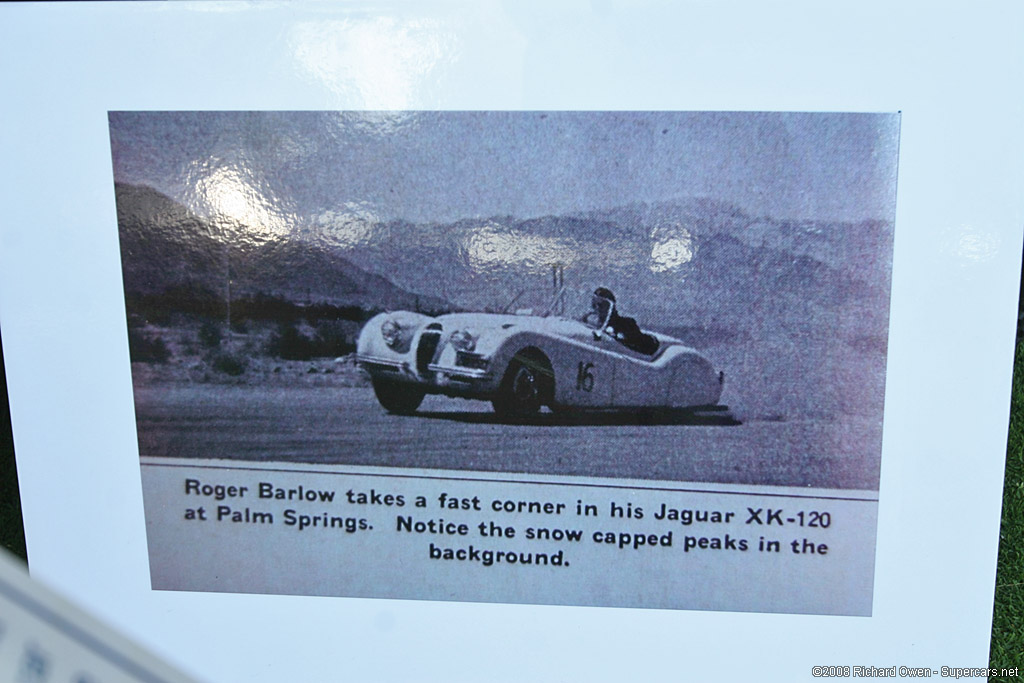 16
Roger Barlow takes a fast corner in his Jaguar XK-120
at Palm Springs. Notice the snow capped peaks in the
background.
©2008 Richard Owen - Supercars.net